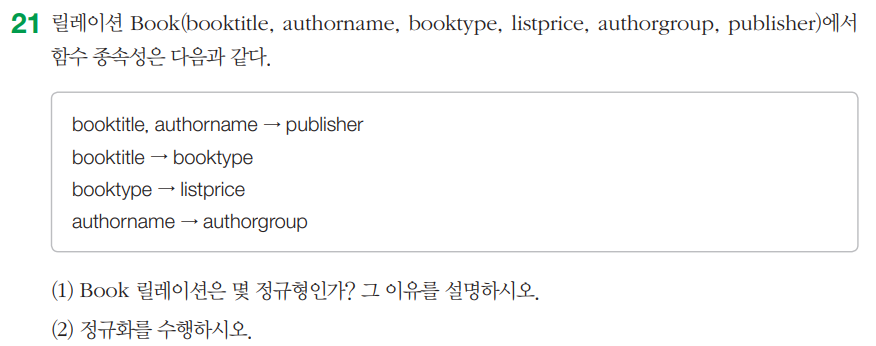 21 릴레이션 Book(booktitle, authorname, booktype, listprice, authorgroup, publisher)에서
함수 종속성은 다음과 같다.
booktitle, authorname → publisher
booktitle → booktype
booktype → listprice
authorname → authorgroup
(1) Book 릴레이션은 몇 정규형인가? 그 이유를 설명하시오.
(2) 정규화를 수행하시오.